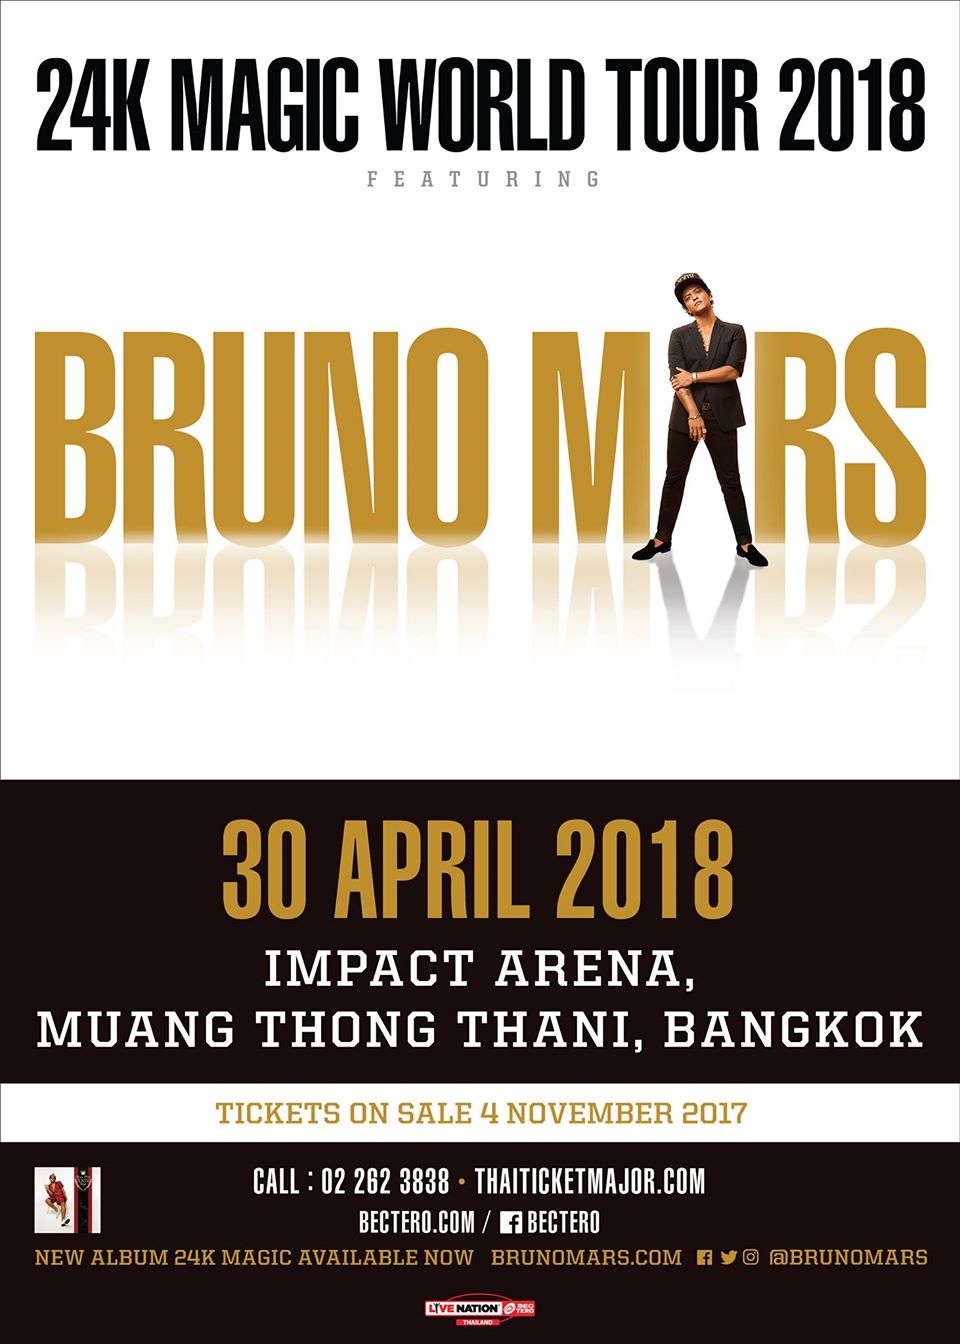 24K MAGIC WORLD TOUR 2018
FEATURING
BRUNO MARS
30 APRIL 2018
IMPACT ARENA,
MUANG THONG THANI, BANGKOK
TICKETS ON SALE 4 NOVEMBER 2017
CALL : 02 262 3838 • THAITICKETMAJOR.COM
BECTERO.COM / BECTERO
NEW ALBUM 24K MAGIC AVAILABLE NOW BRUNOMARS.COM @BRUNOMARS
LIVE NATION BEC TERO
THAILAND